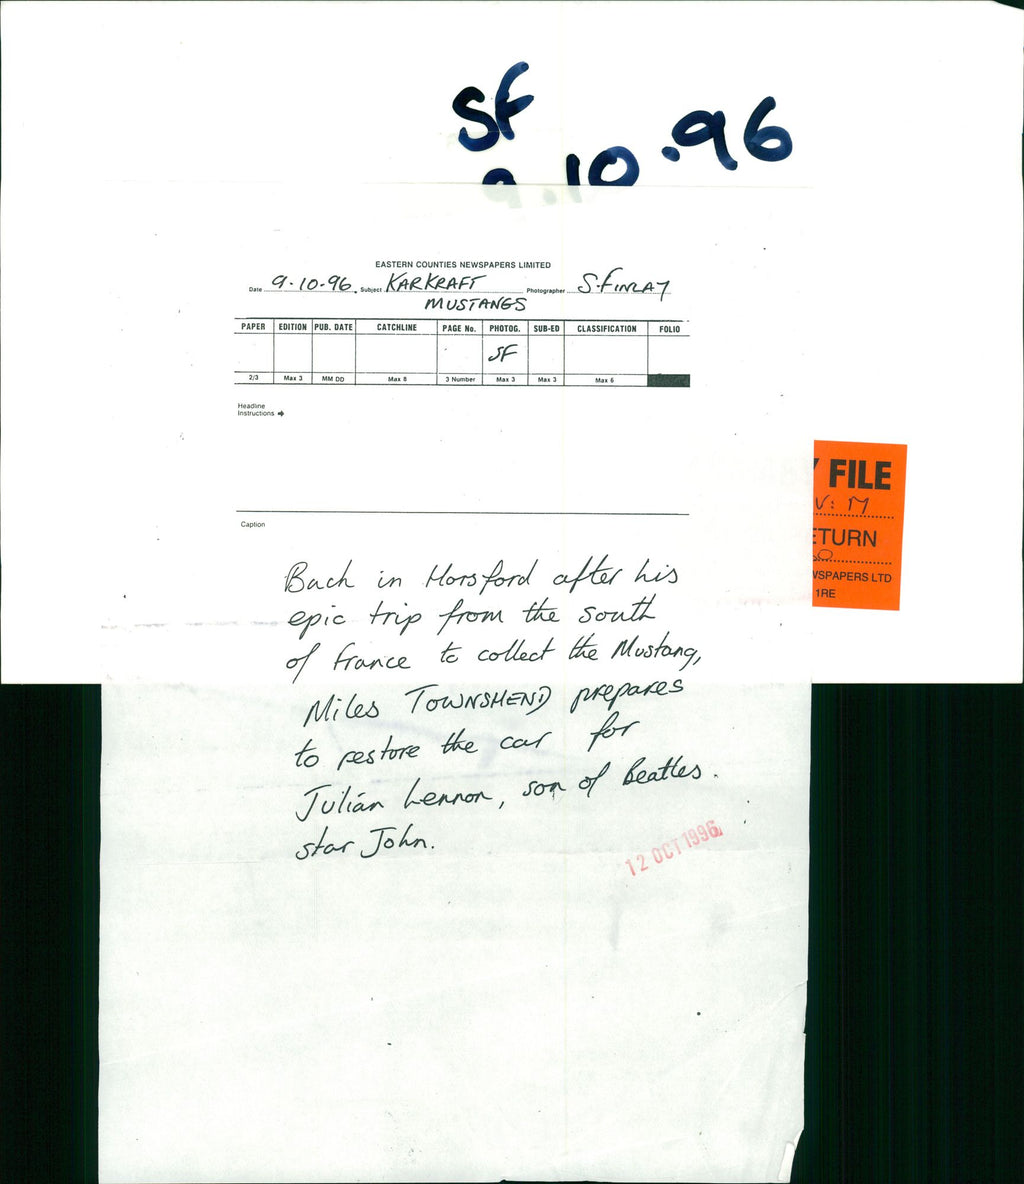 SF
9.10.96
EASTERN COUNTIES NEWSPAPERS LIMITED
Date 9.10.96. Subject KARKRAFT Photographer S.FINLAY
MUSTANGS
PAPER EDITION PUB. DATE CATCHLINE PAGE No. PHOTOG. SUB-ED CLASSIFICATION FOLIO
SF
2/3 Max 3 MM DD Max 8 3 Number Max 3 Max 3 Max 6
Headline
Instructions →
Caption
Back in Horsford after his
epic trip from the south
of France to collect the Mustang,
Miles TOWNSHEND prepares
to restore the car for
Julian Lennon, son of Beatles
star John.
12 OCT 1996
Y FILE
V: M
ETURN
WSPAPERS LTD
1RE